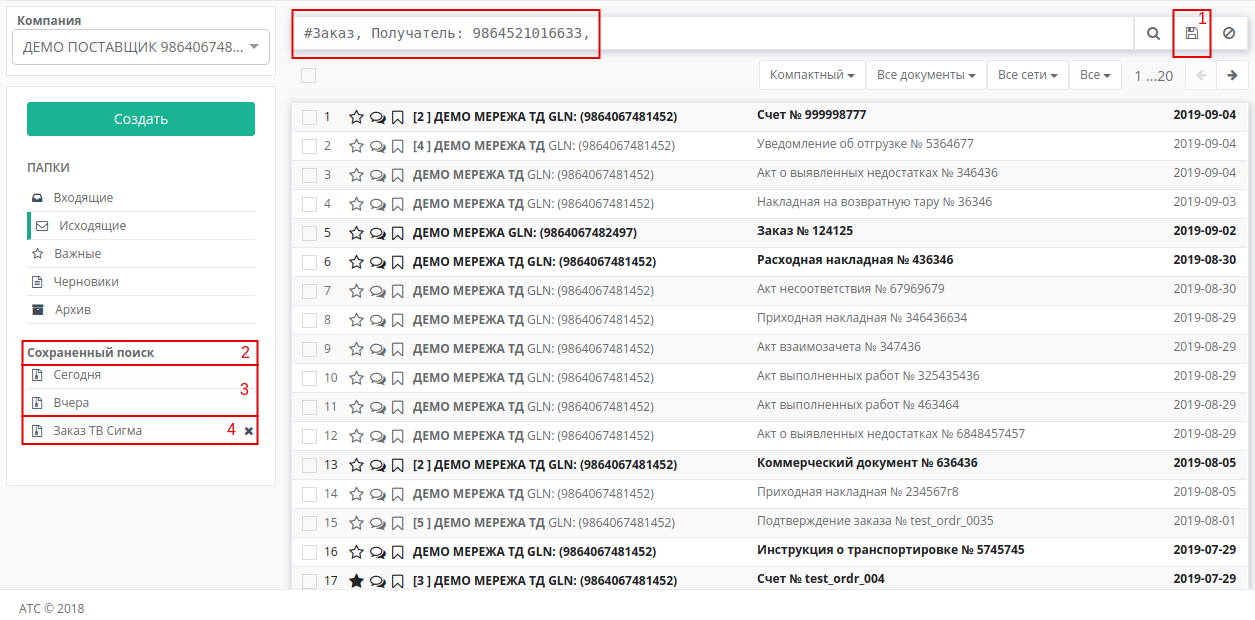 Компания
ДЕМО ПОСТАВЩИК 986406748...
Создать
ПАПКИ
Входящие
Исходящие
Важные
Черновики
Архив
Сохраненный поиск 2
Сегодня
3
Вчера
Заказ ТВ Сигма 4
#Заказ, Получатель: 9864521016633,
1
Компактный Все документы Все сети Все 1 ...20
1 [2 ] ДЕМО МЕРЕЖА ТД GLN: (9864067481452) Счет № 999998777 2019-09-04
2 [4 ] ДЕМО МЕРЕЖА ТД GLN: (9864067481452) Уведомление об отгрузке № 5364677 2019-09-04
3 ДЕМО МЕРЕЖА ТД GLN: (9864067481452) Акт о выявленных недостатках № 346436 2019-09-04
4 ДЕМО МЕРЕЖА ТД GLN: (9864067481452) Накладная на возвратную тару № 36346 2019-09-03
5 ДЕМО МЕРЕЖА GLN: (9864067482497) Заказ № 124125 2019-09-02
6 ДЕМО МЕРЕЖА ТД GLN: (9864067481452) Расходная накладная № 436346 2019-08-30
7 ДЕМО МЕРЕЖА ТД GLN: (9864067481452) Акт несоответствия № 67969679 2019-08-30
8 ДЕМО МЕРЕЖА ТД GLN: (9864067481452) Приходная накладная № 346436634 2019-08-29
9 ДЕМО МЕРЕЖА ТД GLN: (9864067481452) Акт взаимозачета № 347436 2019-08-29
10 ДЕМО МЕРЕЖА ТД GLN: (9864067481452) Акт выполненных работ № 325435436 2019-08-29
11 ДЕМО МЕРЕЖА ТД GLN: (9864067481452) Акт выполненных работ № 463464 2019-08-29
12 ДЕМО МЕРЕЖА ТД GLN: (9864067481452) Акт о выявленных недостатках № 6848457457 2019-08-29
13 [2 ] ДЕМО МЕРЕЖА ТД GLN: (9864067481452) Коммерческий документ № 636436 2019-08-05
14 ДЕМО МЕРЕЖА ТД GLN: (9864067481452) Приходная накладная № 234567г8 2019-08-05
15 [5 ] ДЕМО МЕРЕЖА ТД GLN: (9864067481452) Подтверждение заказа № test_ordr_0035 2019-08-01
16 ДЕМО МЕРЕЖА ТД GLN: (9864067481452) Инструкция о транспортировке № 5745745 2019-07-29
17 [3 ] ДЕМО МЕРЕЖА ТД GLN: (9864067481452) Счет № test_ordr_004 2019-07-29
АТС © 2018